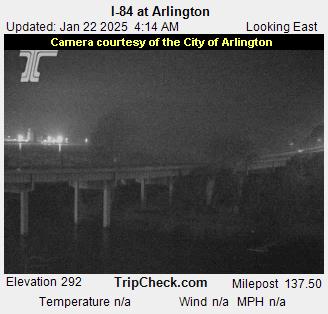 I-84 at Arlington
Updated: Jan 22 2025 4:14 AM Looking East
Camera courtesy of the City of Arlington
Elevation 292 TripCheck.com Milepost 137.50
Temperature n/a Wind n/a MPH n/a